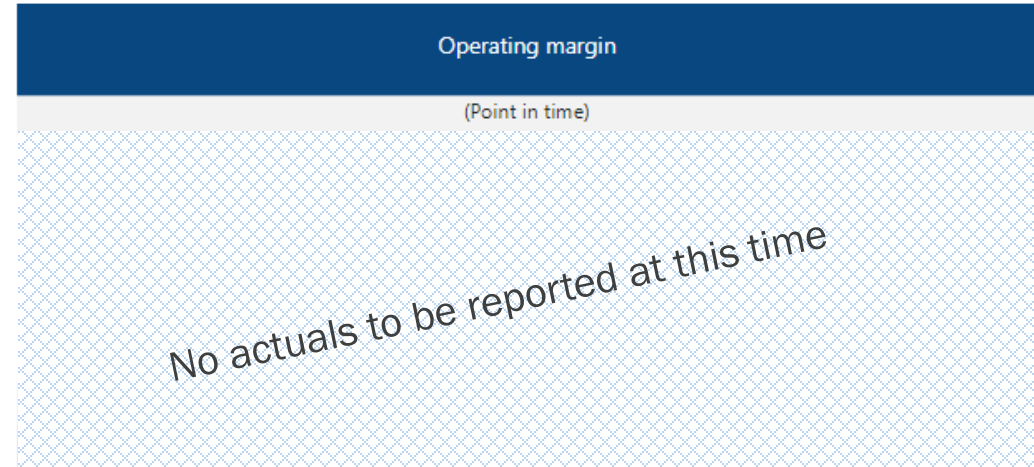 Operating margin
(Point in time)
No actuals to be reported at this time